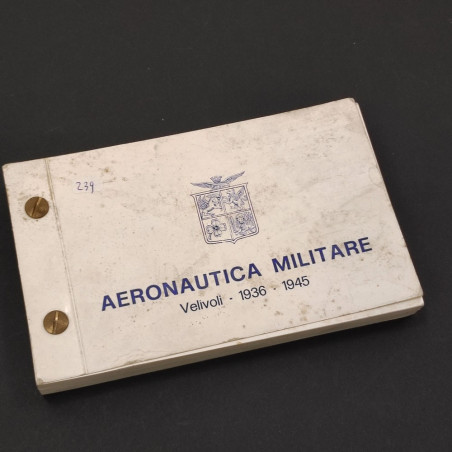 239
AERONAUTICA MILITARE
Velivoli - 1936 - 1945